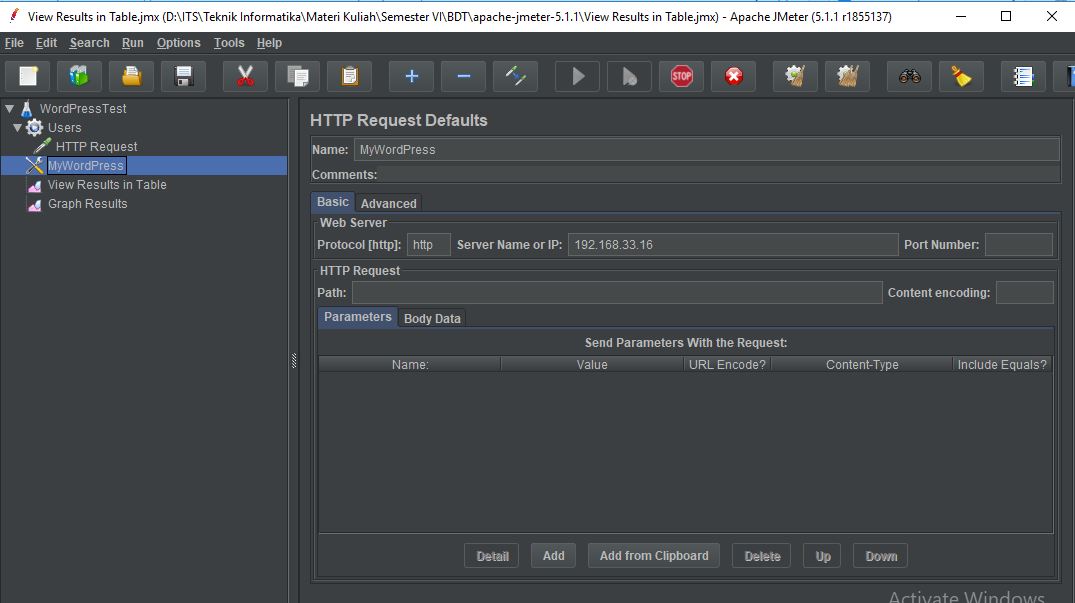 View Results in Table.jmx (D:\ITS\Teknik Informatika\Materi Kuliah\Semester VI\BDT\apache-jmeter-5.1.1\View Results in Table.jmx) - Apache JMeter (5.1.1 r1855137)
File Edit Search Run Options Tools Help
STOP
WordPressTest
Users
HTTP Request
MyWordPress
View Results in Table
Graph Results
HTTP Request Defaults
Name: MyWordPress
Comments:
Basic Advanced
Web Server
Protocol [http]: http Server Name or IP: 192.168.33.16 Port Number:
HTTP Request
Path: Content encoding:
Parameters Body Data
Send Parameters With the Request:
Name: Value URL Encode? Content-Type Include Equals?
Detail Add Add from Clipboard Delete Up Down
Activate Windows